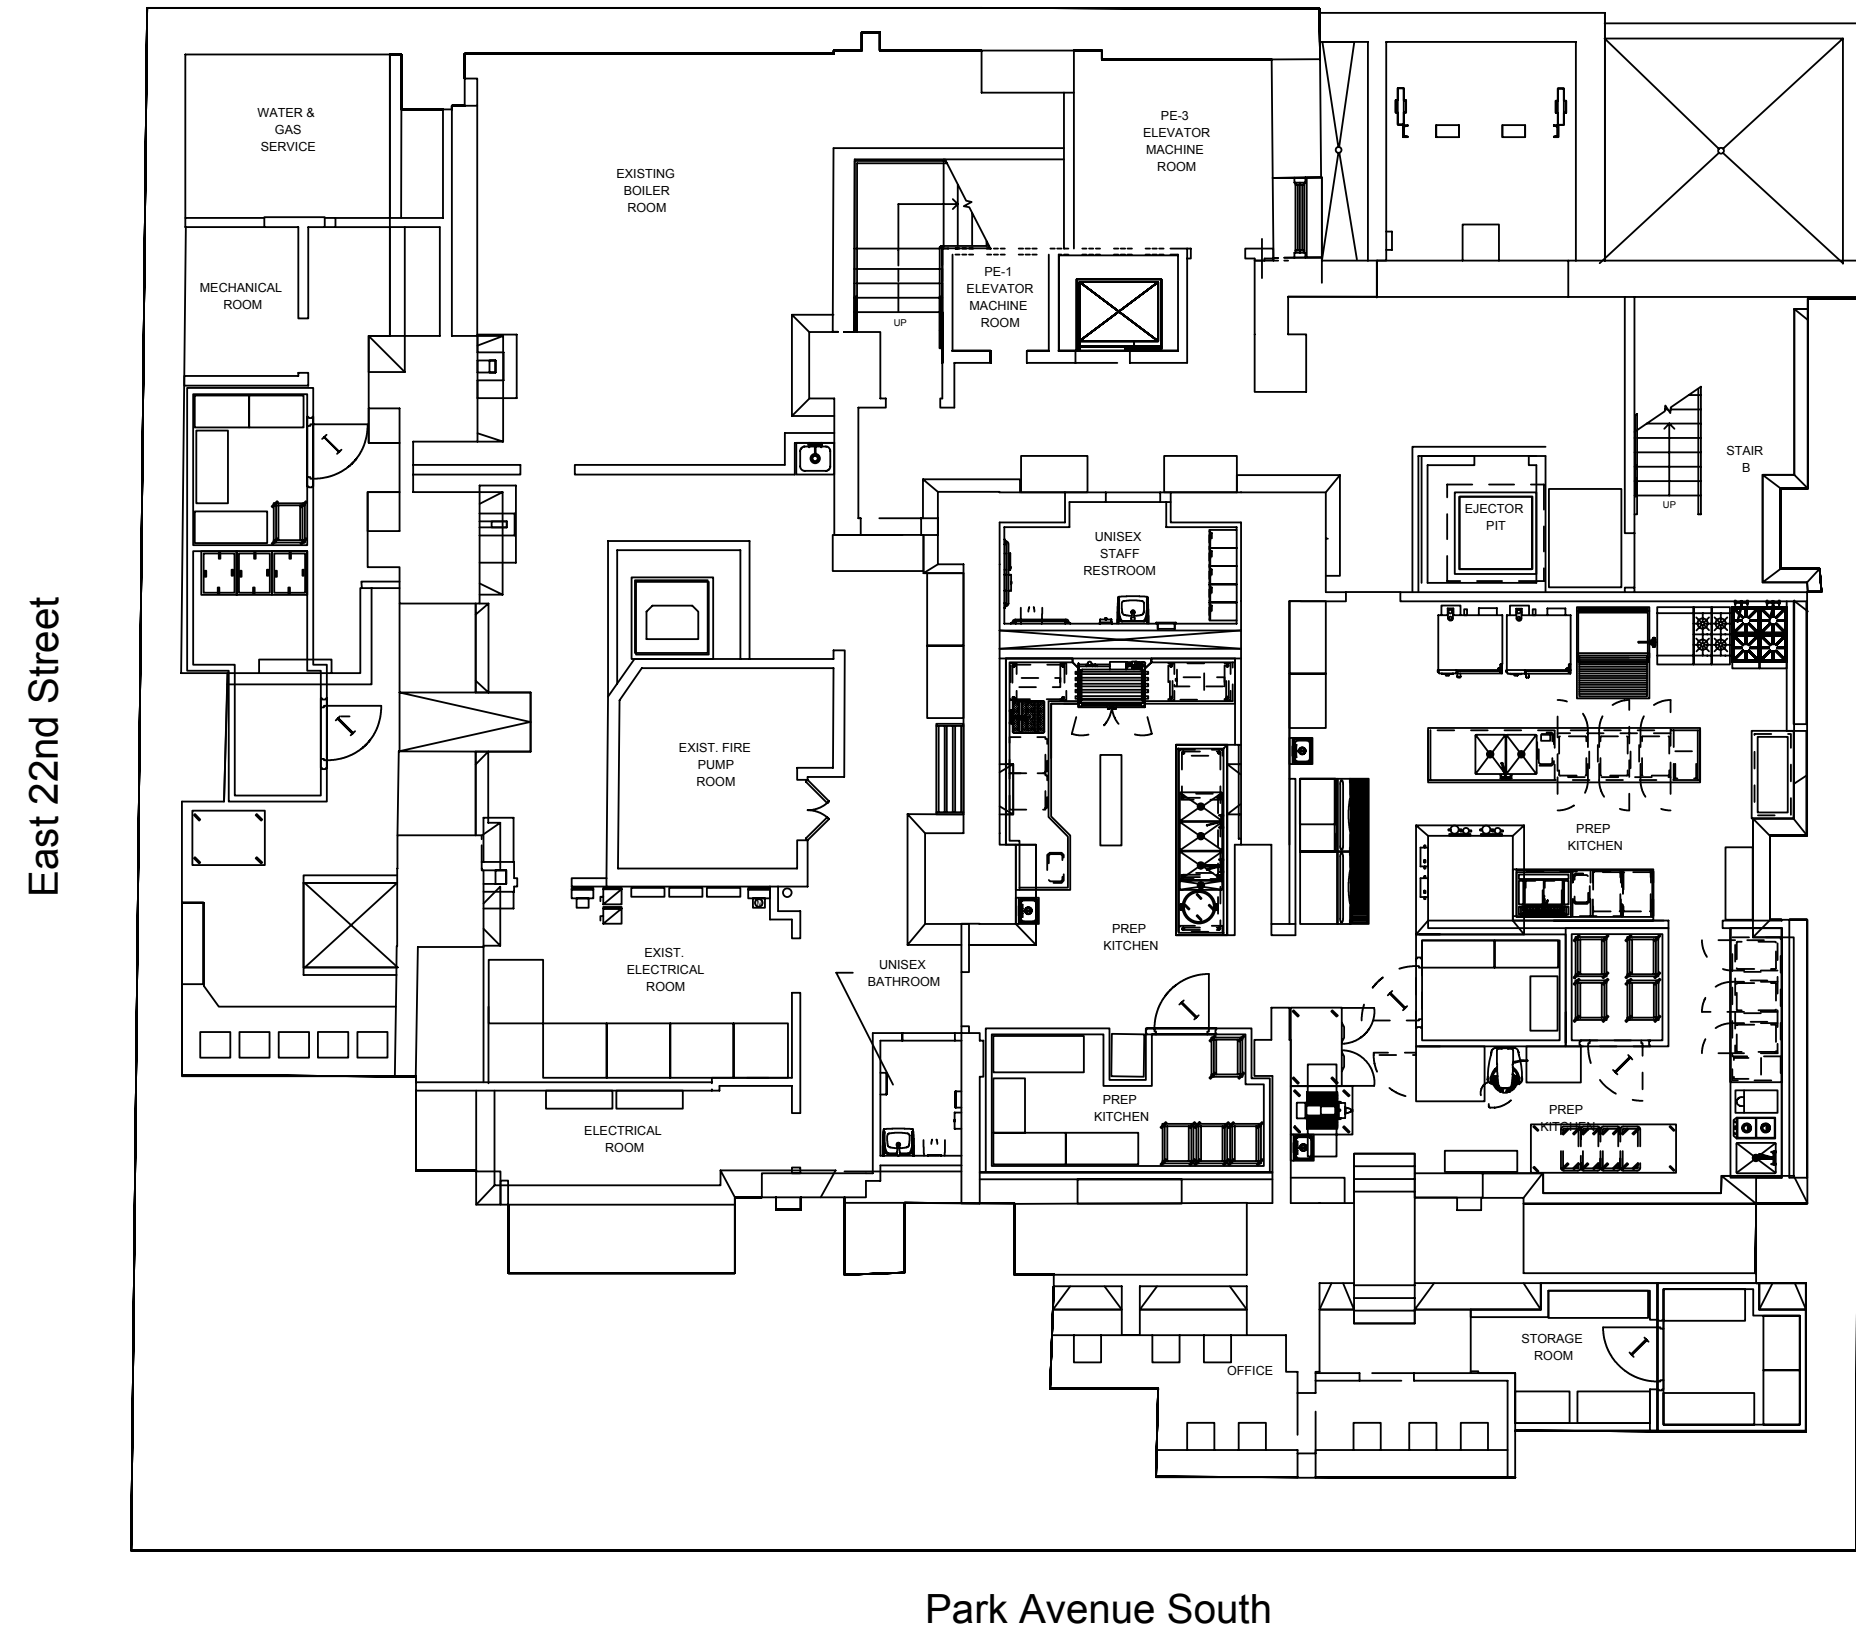 WATER &
GAS
SERVICE
PE-3
ELEVATOR
MACHINE
ROOM
EXISTING
BOILER
ROOM
MECHANICAL
ROOM
PE-1
ELEVATOR
MACHINE
ROOM
UP
STAIR
B
UP
EJECTOR
PIT
UNISEX
STAFF
RESTROOM
East 22nd Street
EXIST. FIRE
PUMP
ROOM
PREP
KITCHEN
PREP
KITCHEN
EXIST.
ELECTRICAL
ROOM
UNISEX
BATHROOM
PREP
KITCHEN
PREP
KITCHEN
ELECTRICAL
ROOM
STORAGE
ROOM
OFFICE
Park Avenue South